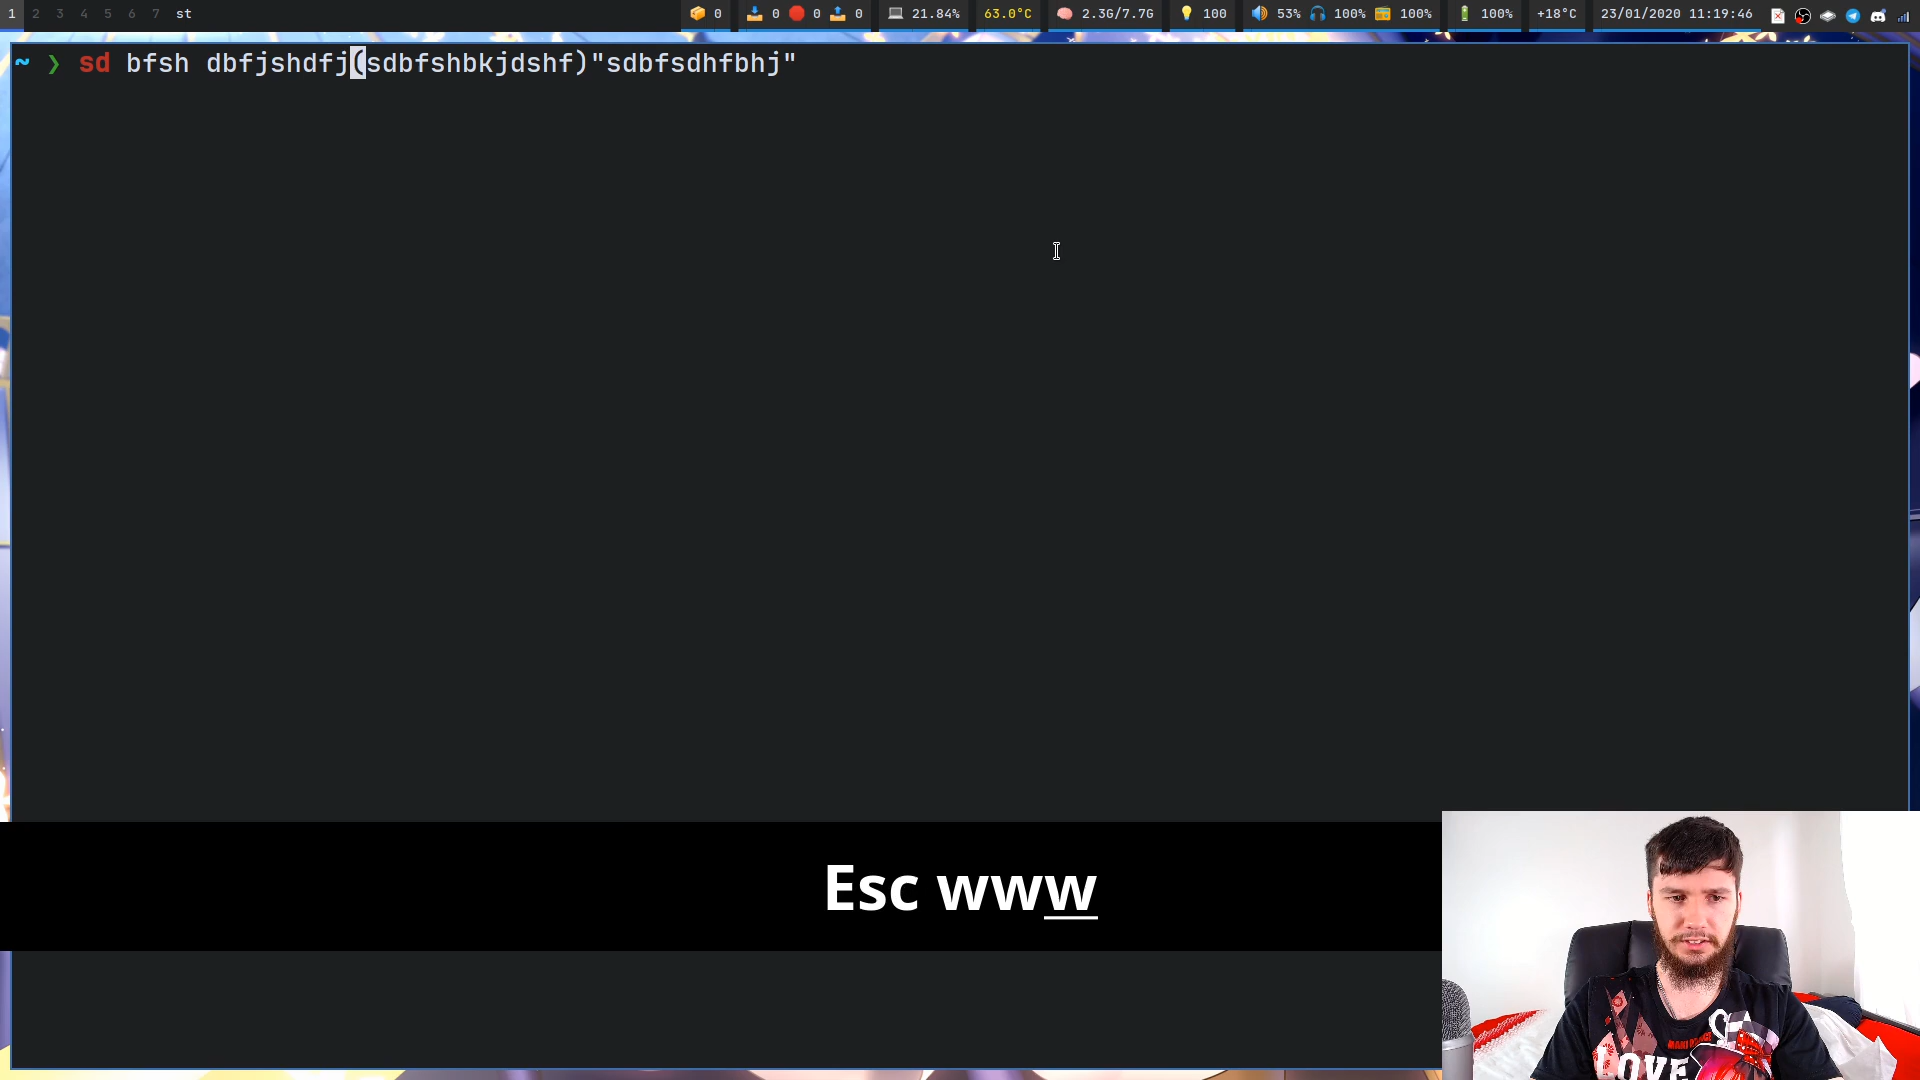 1 2 3 4 5 6 7 st 0 0 0 0 21.84% 63.0°C 2.3G/7.7G 100 53% 100% 100% 100% +18°C 23/01/2020 11:19:46
~ ❯ sd bfsh dbfjshdfj(sdbfshbkjdshf)"sdbfsdhfbhj"
Esc www
LOVE